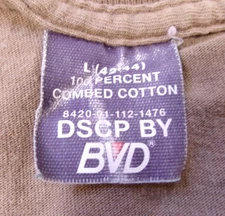 L (42-44)
100 PERCENT
COMBED COTTON
8420-01-112-1476
DSCP BY
BVD®